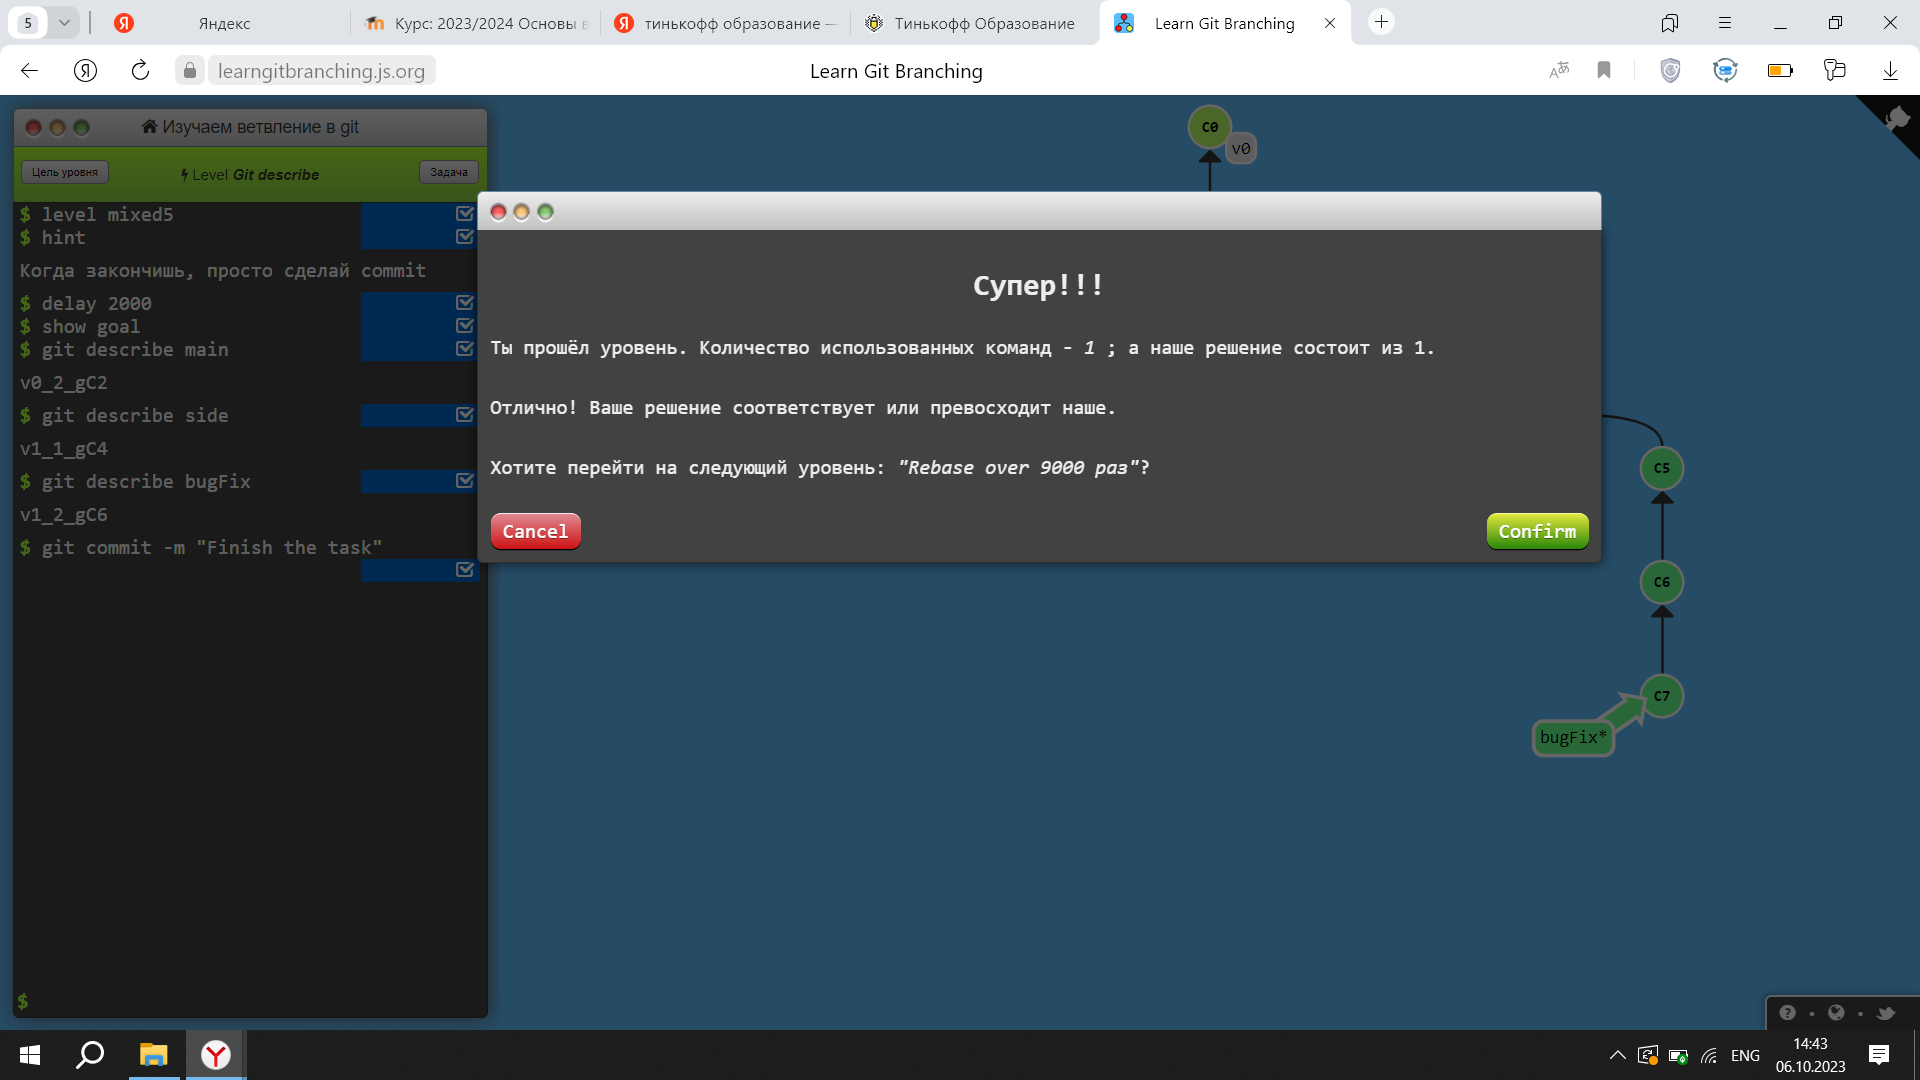 5
Яндекс
Курс: 2023/2024 Основы в
тинькофф образование —
Тинькофф Образование
Learn Git Branching
learngitbranching.js.org
Learn Git Branching
Изучаем ветвление в git
Цель уровня
Level Git describe
Задача
$ level mixed5
$ hint
Когда закончишь, просто сделай commit
$ delay 2000
$ show goal
$ git describe main
v0_2_gC2
$ git describe side
v1_1_gC4
$ git describe bugFix
v1_2_gC6
$ git commit -m "Finish the task"
$
C0
v0
Супер!!!
Ты прошёл уровень. Количество использованных команд - 1 ; а наше решение состоит из 1.
Отлично! Ваше решение соответствует или превосходит наше.
Хотите перейти на следующий уровень: "Rebase over 9000 раз"?
Cancel
Confirm
C5
C6
C7
bugFix*
ENG
14:43
06.10.2023